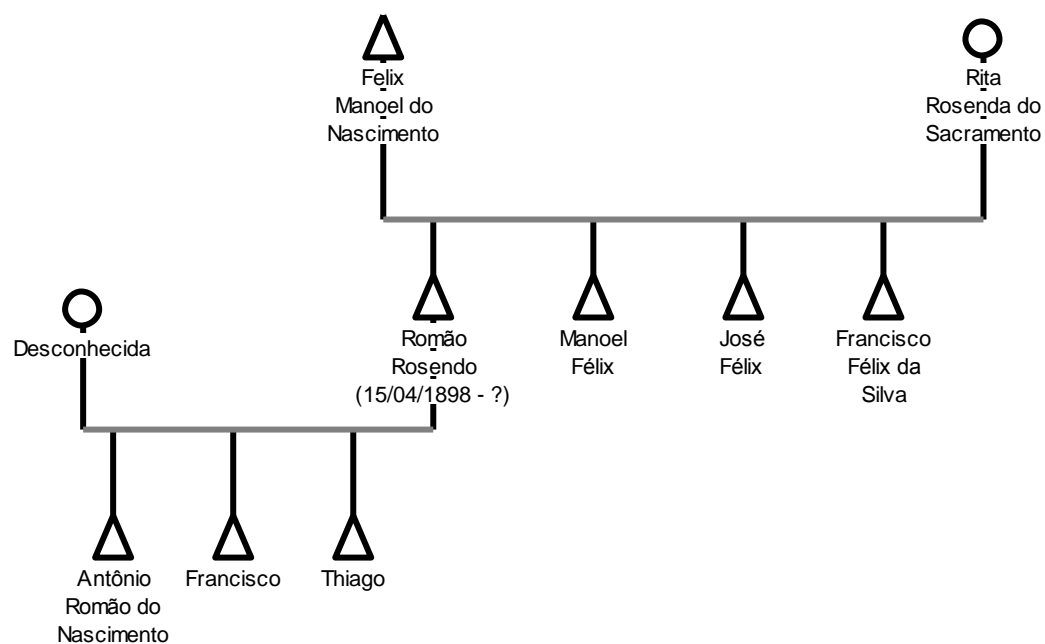 Felix
Manoel do
Nascimento
Rita
Rosenda do
Sacramento
Desconhecida
Romão
Rosendo
(15/04/1898 - ?)
Manoel
Félix
José
Félix
Francisco
Félix da
Silva
Antônio
Romão do
Nascimento
Francisco
Thiago